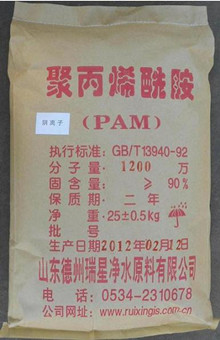 聚丙烯酰胺
阴离子
(PAM)
执行标准：GB/T13940-92
分子量：1200 万
固含量：≥ 90%
保质期：二年
净重：25±0.5kg
批号
生产日期2012年02月12日
山东德州瑞星净水原料有限公司
电话：0534-2310678
公司网址：www.ruixingjs.com.cn